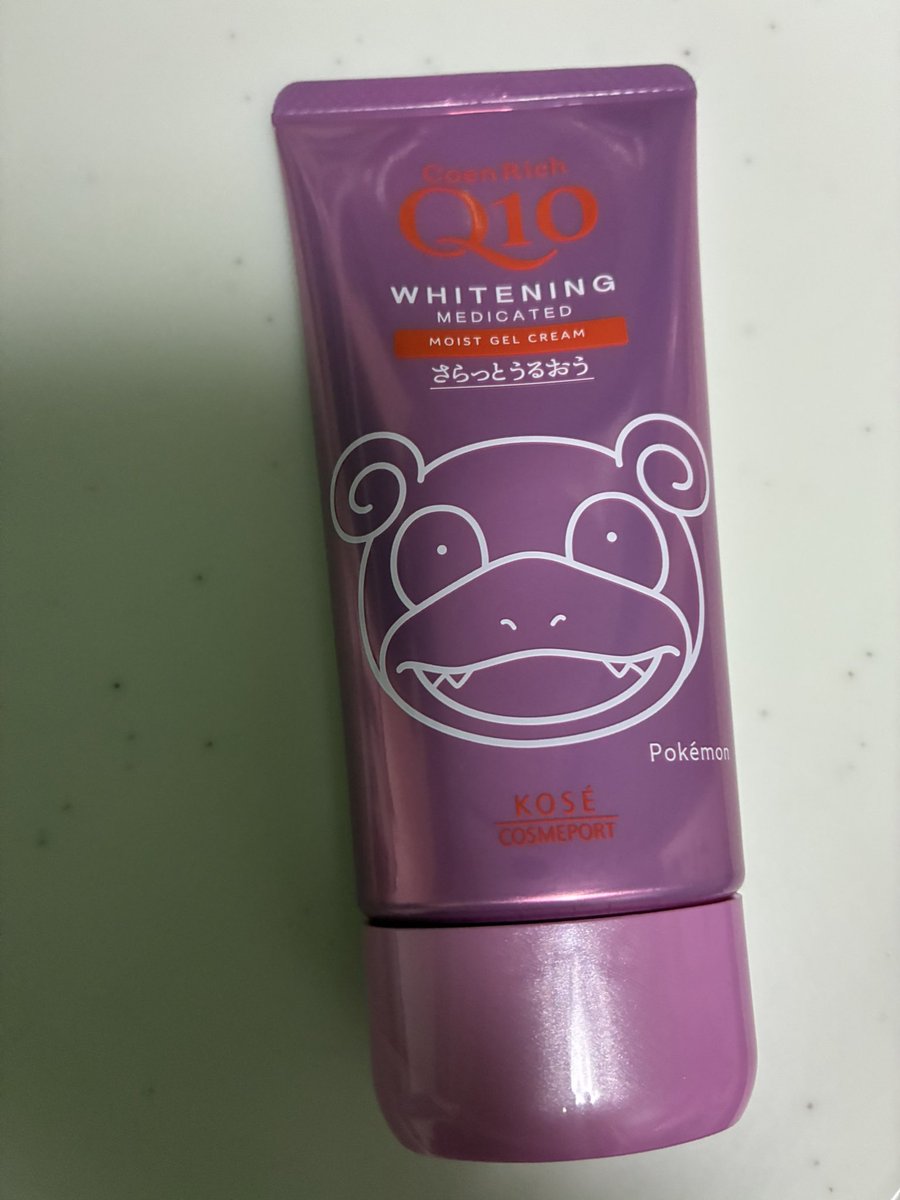 Coen Rich
Q10
WHITENING
MEDICATED
MOIST GEL CREAM
さらっとうるおう
Pokémon
KOSÉ
COSMEPORT